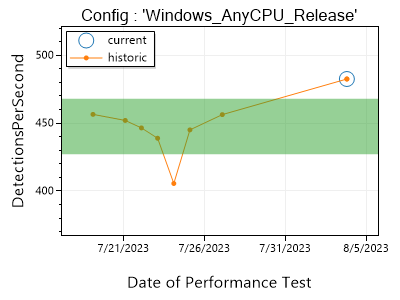 Config : 'Windows_AnyCPU_Release'
current
historic
DetectionsPerSecond
500
450
400
7/21/2023 7/26/2023 7/31/2023 8/5/2023
Date of Performance Test